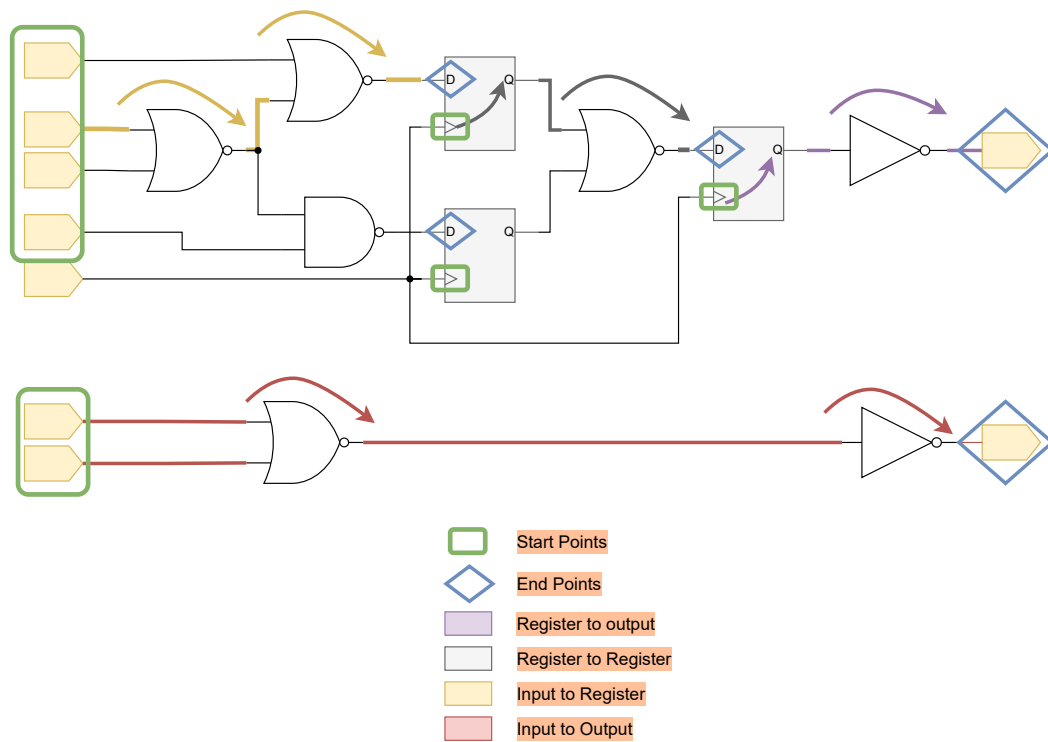 D
Q
D
Q
D
Q
Start Points
End Points
Register to output
Register to Register
Input to Register
Input to Output